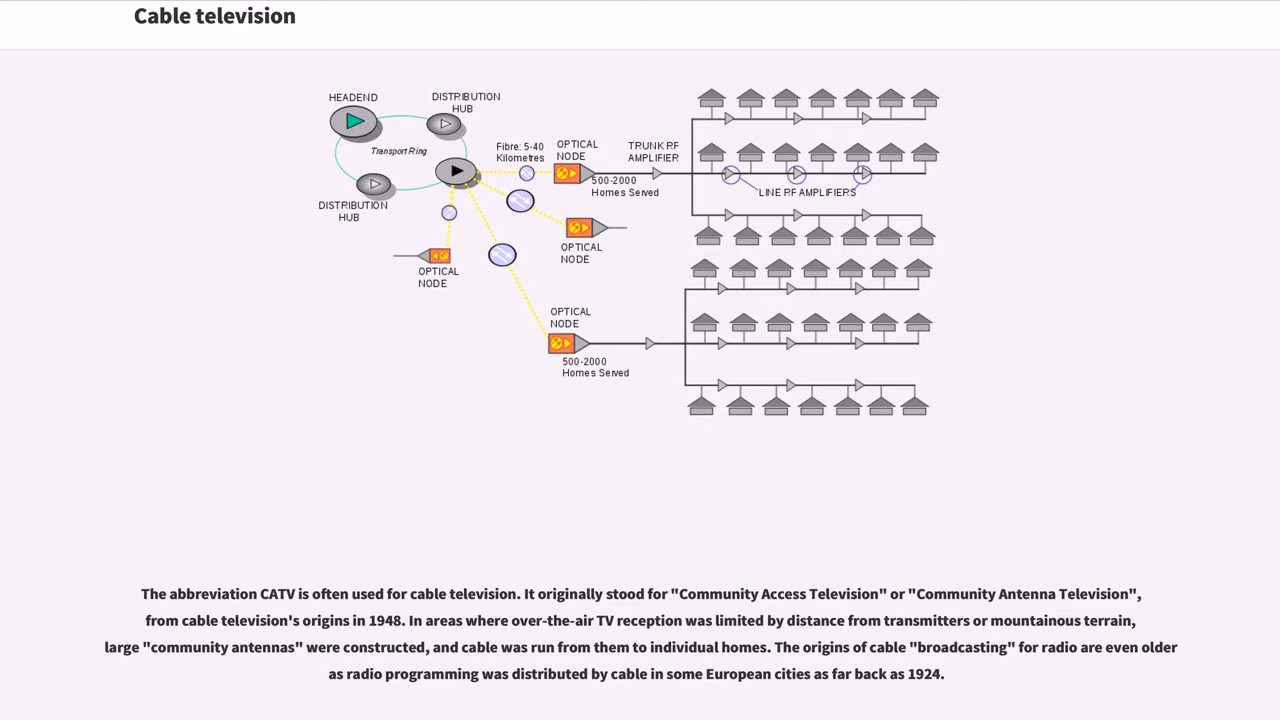 Cable television
HEADEND
DISTRIBUTION
HUB
Transport Ring
DISTRIBUTION
HUB
Fibre: 5-40
Kilometres
OPTICAL
NODE
TRUNK RF
AMPLIFIER
500-2000
Homes Served
LINE RF AMPLIFIERS
OPTICAL
NODE
OPTICAL
NODE
OPTICAL
NODE
500-2000
Homes Served
The abbreviation CATV is often used for cable television. It originally stood for "Community Access Television" or "Community Antenna Television",
from cable television's origins in 1948. In areas where over-the-air TV reception was limited by distance from transmitters or mountainous terrain,
large "community antennas" were constructed, and cable was run from them to individual homes. The origins of cable "broadcasting" for radio are even older
as radio programming was distributed by cable in some European cities as far back as 1924.